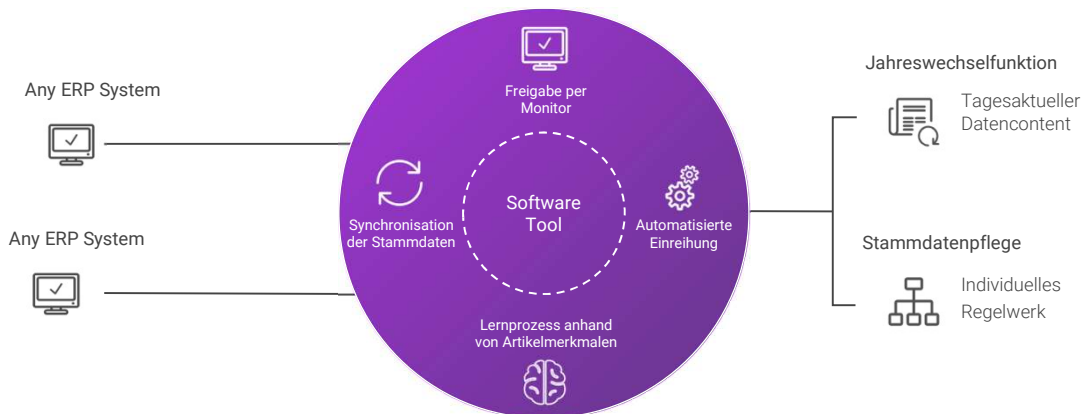 Any ERP System
Any ERP System
Freigabe per
Monitor
Synchronisation
der Stammdaten
Software
Tool
Automatisierte
Einreihung
Lernprozess anhand
von Artikelmerkmalen
Jahreswechselfunktion
Tagesaktueller
Datencontent
Stammdatenpflege
Individuelles
Regelwerk